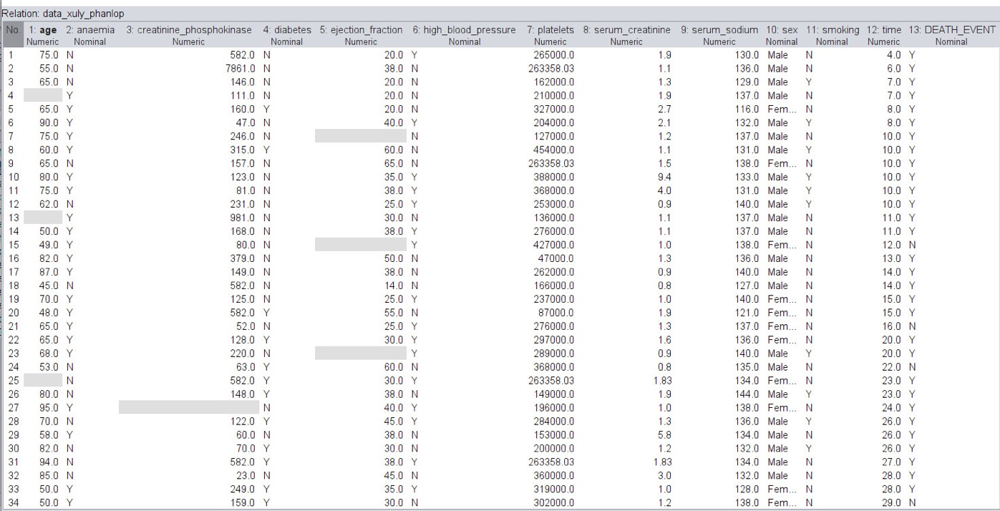 Relation: data_xuly_phanlop
No. 1: age 2: anaemia 3: creatinine_phosphokinase 4: diabetes 5: ejection_fraction 6: high_blood_pressure 7: platelets 8: serum_creatinine 9: serum_sodium 10: sex 11: smoking 12: time 13: DEATH_EVENT
Numeric Nominal Numeric Nominal Numeric Nominal Numeric Numeric Numeric Nominal Nominal Numeric Nominal
1 75.0 N 582.0 N 20.0 Y 265000.0 1.9 130.0 Male N 4.0 Y
2 55.0 N 7861.0 N 38.0 N 263358.03 1.1 136.0 Male N 6.0 Y
3 65.0 N 146.0 N 20.0 N 162000.0 1.3 129.0 Male Y 7.0 Y
4 Y 111.0 N 20.0 N 210000.0 1.9 137.0 Male N 7.0 Y
5 65.0 Y 160.0 Y 20.0 N 327000.0 2.7 116.0 Fem... N 8.0 Y
6 90.0 Y 47.0 N 40.0 Y 204000.0 2.1 132.0 Male Y 8.0 Y
7 75.0 Y 246.0 N N 127000.0 1.2 137.0 Male N 10.0 Y
8 60.0 Y 315.0 Y 60.0 N 454000.0 1.1 131.0 Male Y 10.0 Y
9 65.0 N 157.0 N 65.0 N 263358.03 1.5 138.0 Fem... N 10.0 Y
10 80.0 Y 123.0 N 35.0 Y 388000.0 9.4 133.0 Male Y 10.0 Y
11 75.0 Y 81.0 N 38.0 Y 368000.0 4.0 131.0 Male Y 10.0 Y
12 62.0 N 231.0 N 25.0 Y 253000.0 0.9 140.0 Male Y 10.0 Y
13 Y 981.0 N 30.0 N 136000.0 1.1 137.0 Male N 11.0 Y
14 50.0 Y 168.0 N 38.0 Y 276000.0 1.1 137.0 Male N 11.0 Y
15 49.0 Y 80.0 N Y 427000.0 1.0 138.0 Fem... N 12.0 N
16 82.0 Y 379.0 N 50.0 N 47000.0 1.3 136.0 Male N 13.0 Y
17 87.0 Y 149.0 N 38.0 N 262000.0 0.9 140.0 Male N 14.0 Y
18 45.0 N 582.0 N 14.0 N 166000.0 0.8 127.0 Male N 14.0 Y
19 70.0 Y 125.0 N 25.0 Y 237000.0 1.0 140.0 Fem... N 15.0 Y
20 48.0 Y 582.0 Y 55.0 N 87000.0 1.9 121.0 Fem... N 15.0 Y
21 65.0 Y 52.0 N 25.0 Y 276000.0 1.3 137.0 Fem... N 16.0 N
22 65.0 Y 128.0 Y 30.0 Y 297000.0 1.6 136.0 Fem... N 20.0 Y
23 68.0 Y 220.0 N Y 289000.0 0.9 140.0 Male Y 20.0 Y
24 53.0 N 63.0 Y 60.0 N 368000.0 0.8 135.0 Male N 22.0 N
25 N 582.0 Y 30.0 Y 263358.03 1.83 134.0 Fem... N 23.0 Y
26 80.0 N 148.0 Y 38.0 N 149000.0 1.9 144.0 Male Y 23.0 Y
27 95.0 Y N 40.0 Y 196000.0 1.0 138.0 Fem... N 24.0 Y
28 70.0 N 122.0 Y 45.0 Y 284000.0 1.3 136.0 Male Y 26.0 Y
29 58.0 Y 60.0 N 38.0 N 153000.0 5.8 134.0 Male N 26.0 Y
30 82.0 N 70.0 Y 30.0 N 200000.0 1.2 132.0 Male Y 26.0 Y
31 94.0 N 582.0 Y 38.0 Y 263358.03 1.83 134.0 Male N 27.0 Y
32 85.0 N 23.0 N 45.0 N 360000.0 3.0 132.0 Male N 28.0 Y
33 50.0 Y 249.0 Y 35.0 Y 319000.0 1.0 128.0 Fem... N 28.0 Y
34 50.0 Y 159.0 Y 30.0 N 302000.0 1.2 138.0 Fem... N 29.0 N